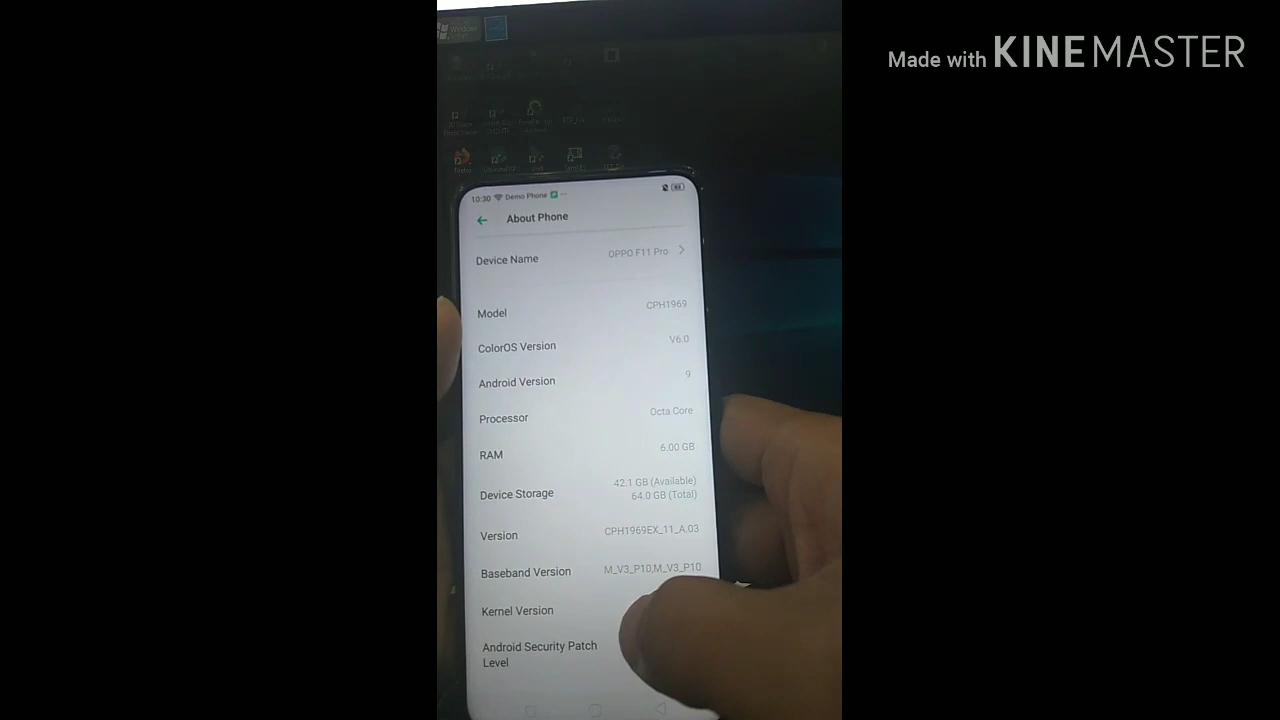 Made with KINEMASTER
Windows
Firefox
10:30 Demo Phone
About Phone
Device Name OPPO F11 Pro
Model CPH1969
ColorOS Version V6.0
Android Version 9
Processor Octa Core
RAM 6.00 GB
Device Storage 42.1 GB (Available)
64.0 GB (Total)
Version CPH1969EX_11_A.03
Baseband Version M_V3_P10,M_V3_P10
Kernel Version
Android Security Patch
Level